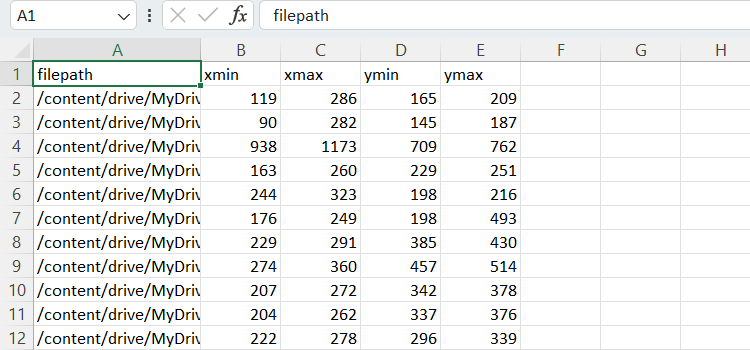 A1 fx filepath
A B C D E F G H
1 filepath xmin xmax ymin ymax
2 /content/drive/MyDriv 119 286 165 209
3 /content/drive/MyDriv 90 282 145 187
4 /content/drive/MyDriv 938 1173 709 762
5 /content/drive/MyDriv 163 260 229 251
6 /content/drive/MyDriv 244 323 198 216
7 /content/drive/MyDriv 176 249 198 493
8 /content/drive/MyDriv 229 291 385 430
9 /content/drive/MyDriv 274 360 457 514
10 /content/drive/MyDriv 207 272 342 378
11 /content/drive/MyDriv 204 262 337 376
12 /content/drive/MyDriv 222 278 296 339